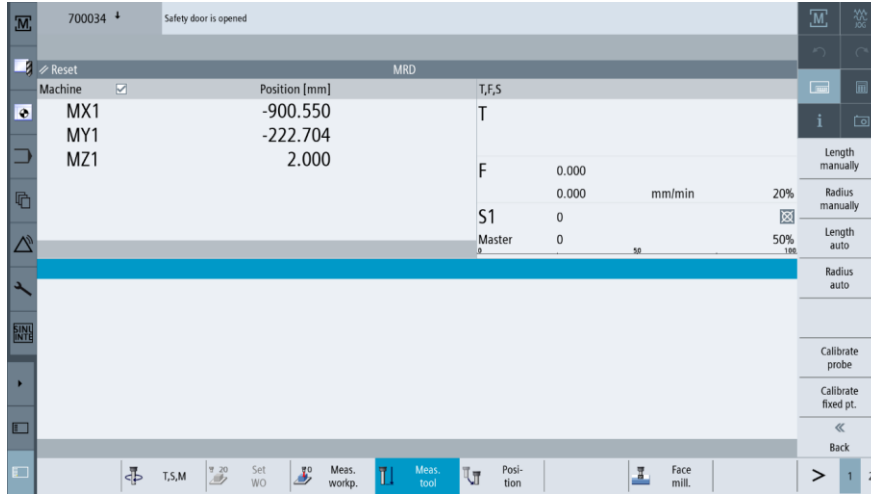 M
700034 Safety door is opened
M
Reset MRD
Machine Position [mm] T,F,S
MX1 -900.550 T
MY1 -222.704
MZ1 2.000
F 0.000
0.000 mm/min 20%
S1 0
Master 0 50%
0 50 100
SINU
INTE
i
Length
manually
Radius
manually
Length
auto
Radius
auto
Calibrate
probe
Calibrate
fixed pt.
«
Back
T,S,M
Set
WO
Meas.
workp.
Meas.
tool
Posi-
tion
Face
mill.
> 1 2